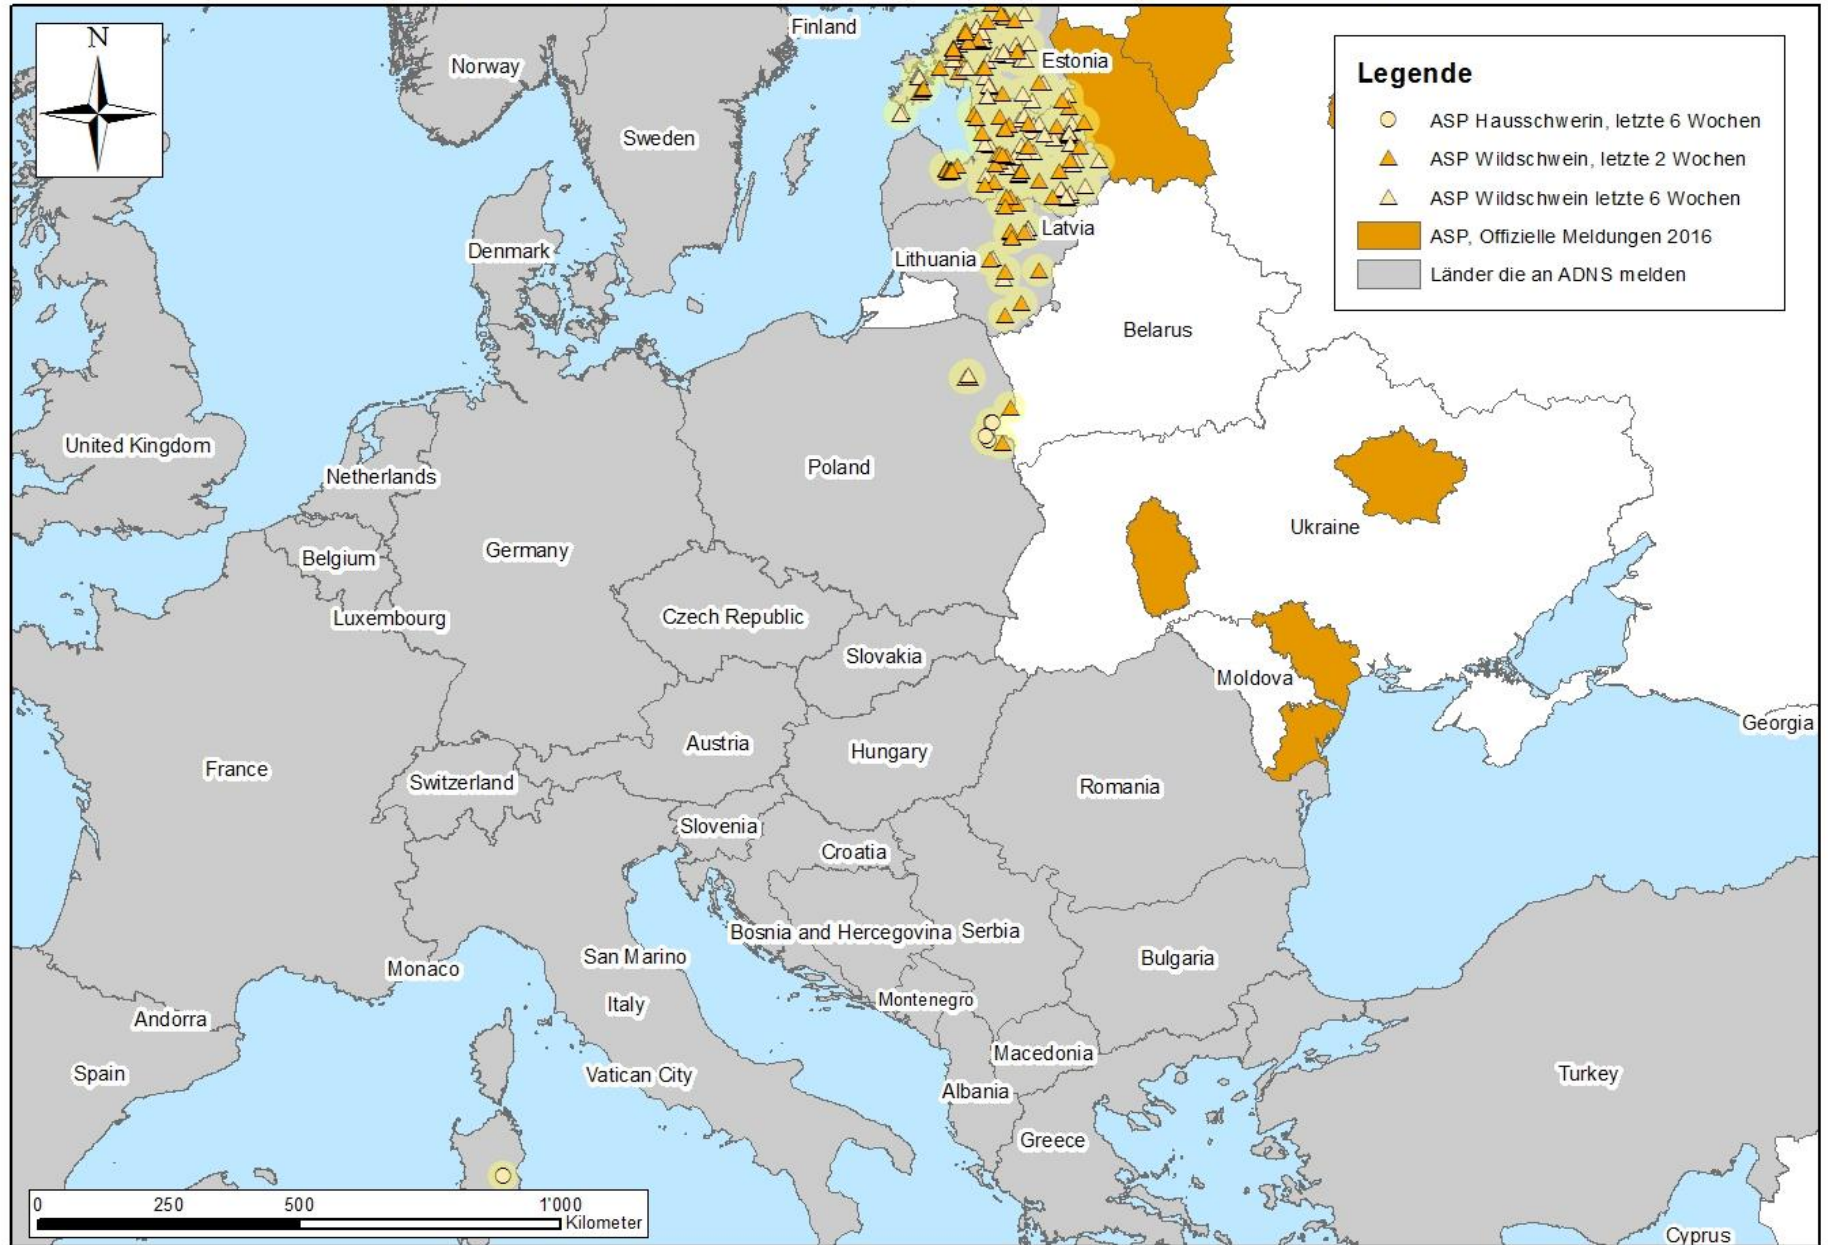 N
Finland
Norway
Estonia
Sweden
Latvia
Denmark
Lithuania
Belarus
United Kingdom
Netherlands
Poland
Ukraine
Belgium
Germany
Luxembourg
Czech Republic
Slovakia
Moldova
Georgia
France
Austria
Hungary
Switzerland
Romania
Slovenia
Croatia
Bosnia and Hercegovina
Serbia
San Marino
Bulgaria
Monaco
Italy
Montenegro
Andorra
Macedonia
Spain
Vatican City
Turkey
Albania
Greece
Cyprus
Legende
ASP Hausschwerin, letzte 6 Wochen
ASP Wildschwein, letzte 2 Wochen
ASP Wildschwein letzte 6 Wochen
ASP, Offizielle Meldungen 2016
Länder die an ADNS melden
0 250 500 1'000
Kilometer